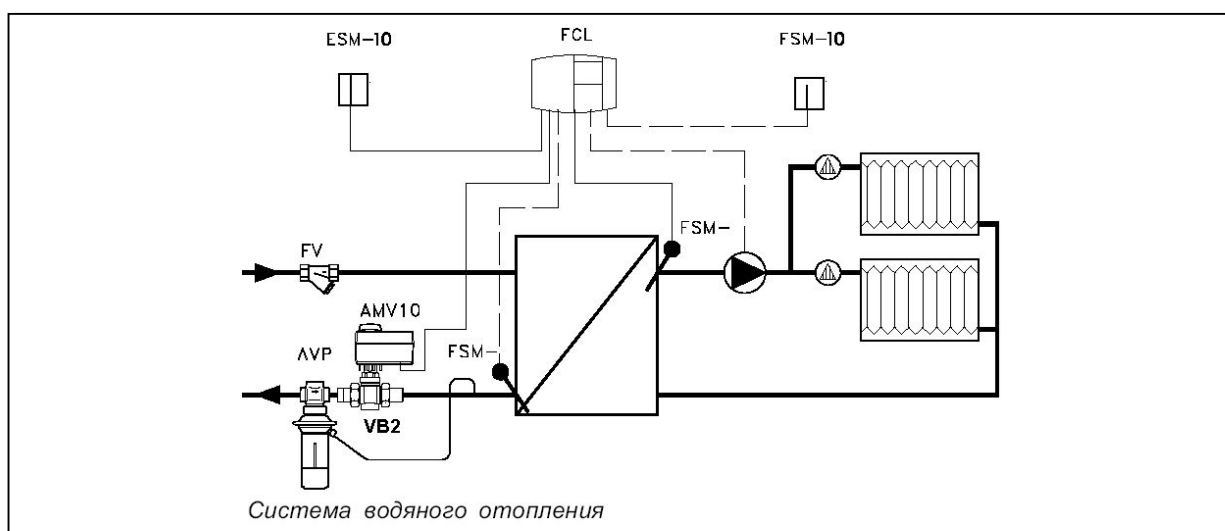 ESM-10
FCL
FSM-10
FSM-
FV
AMV10
FSM-
AVP
VB2
Система водяного отопления